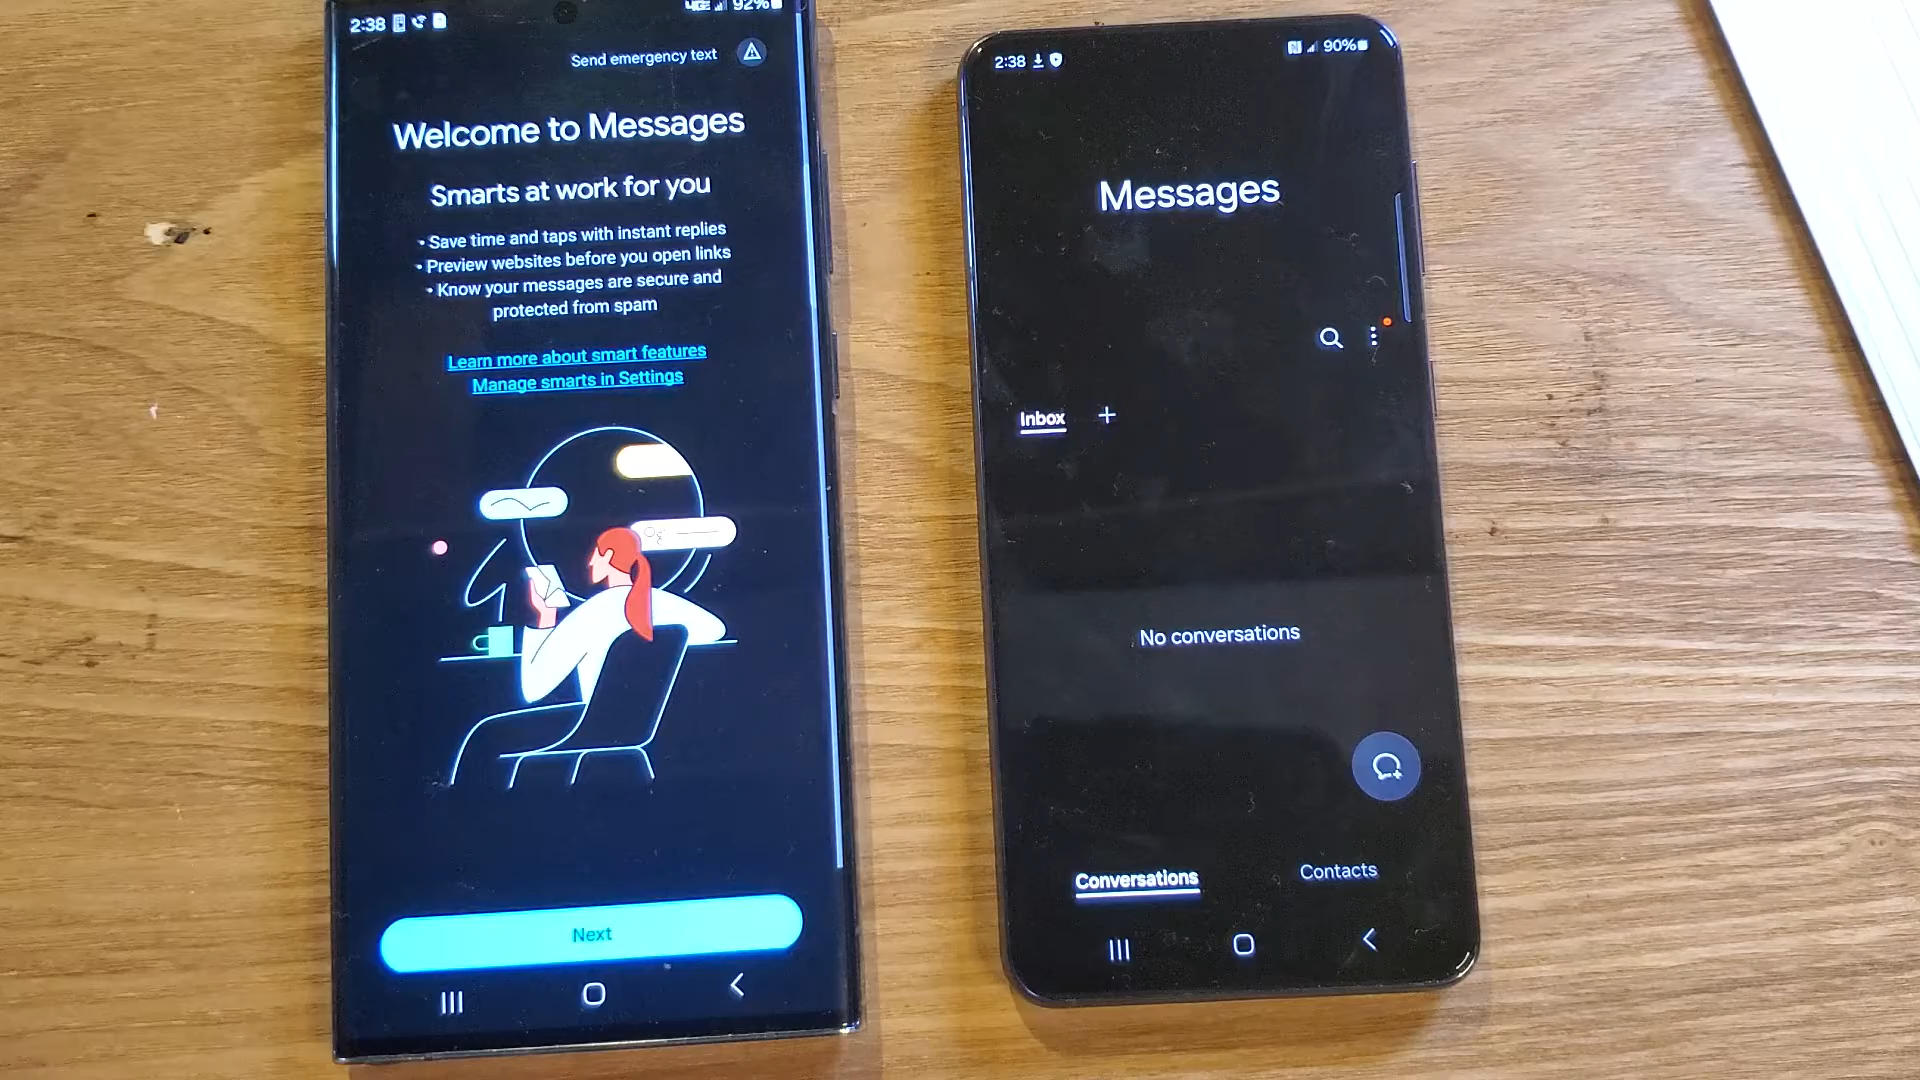 2:38
92%
Send emergency text
Welcome to Messages
Smarts at work for you
• Save time and taps with instant replies
• Preview websites before you open links
• Know your messages are secure and
protected from spam
Learn more about smart features
Manage smarts in Settings
Next
2:38
90%
Messages
Inbox +
No conversations
Conversations
Contacts